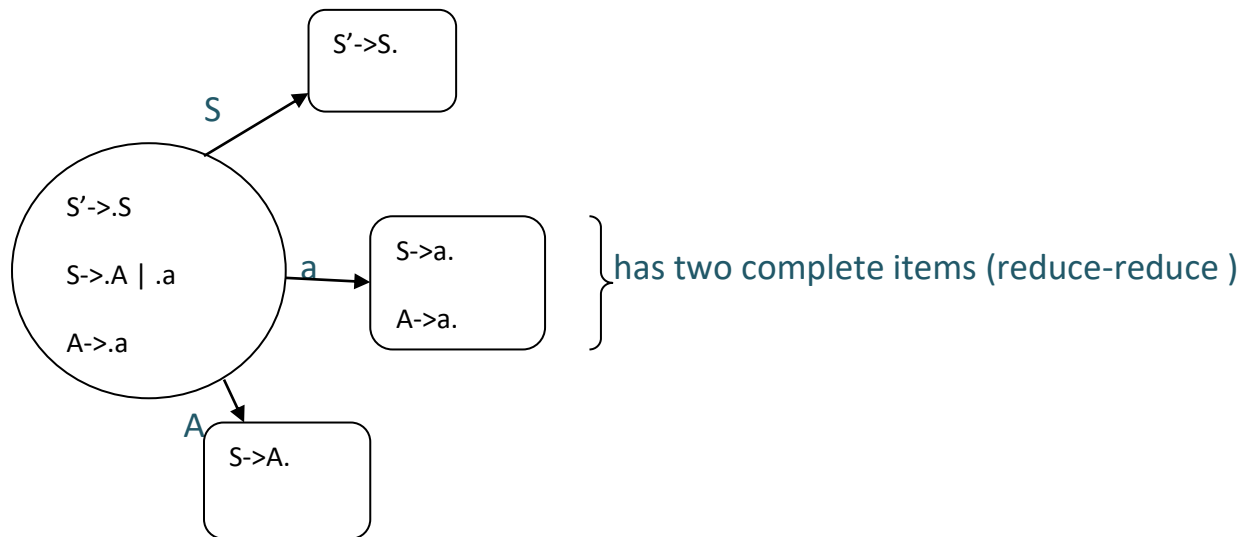 S’->S.
S
S’->.S
S->.A | .a
A->.a
a
S->a.
A->a.
has two complete items (reduce-reduce )
A
S->A.